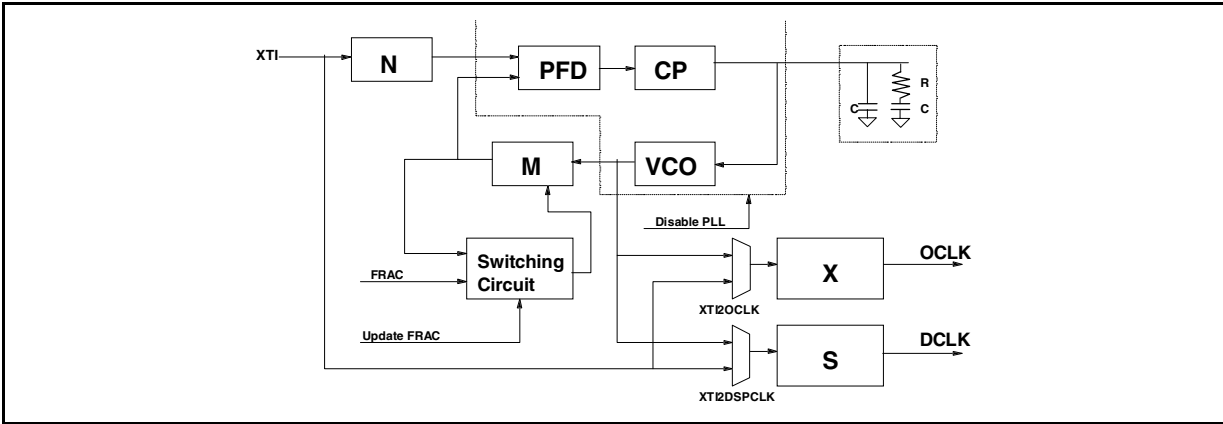 XTI
N
PFD
CP
R
C
C
M
VCO
Disable PLL
Switching
Circuit
FRAC
Update FRAC
XTI2OCLK
X
OCLK
XTI2DSPCLK
S
DCLK